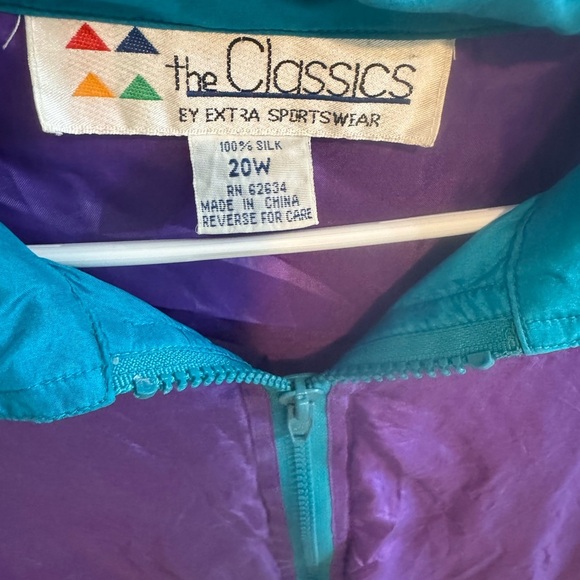 the Classics
BY EXTRA SPORTSWEAR
100% SILK
20W
RN 62634
MADE IN CHINA
REVERSE FOR CARE